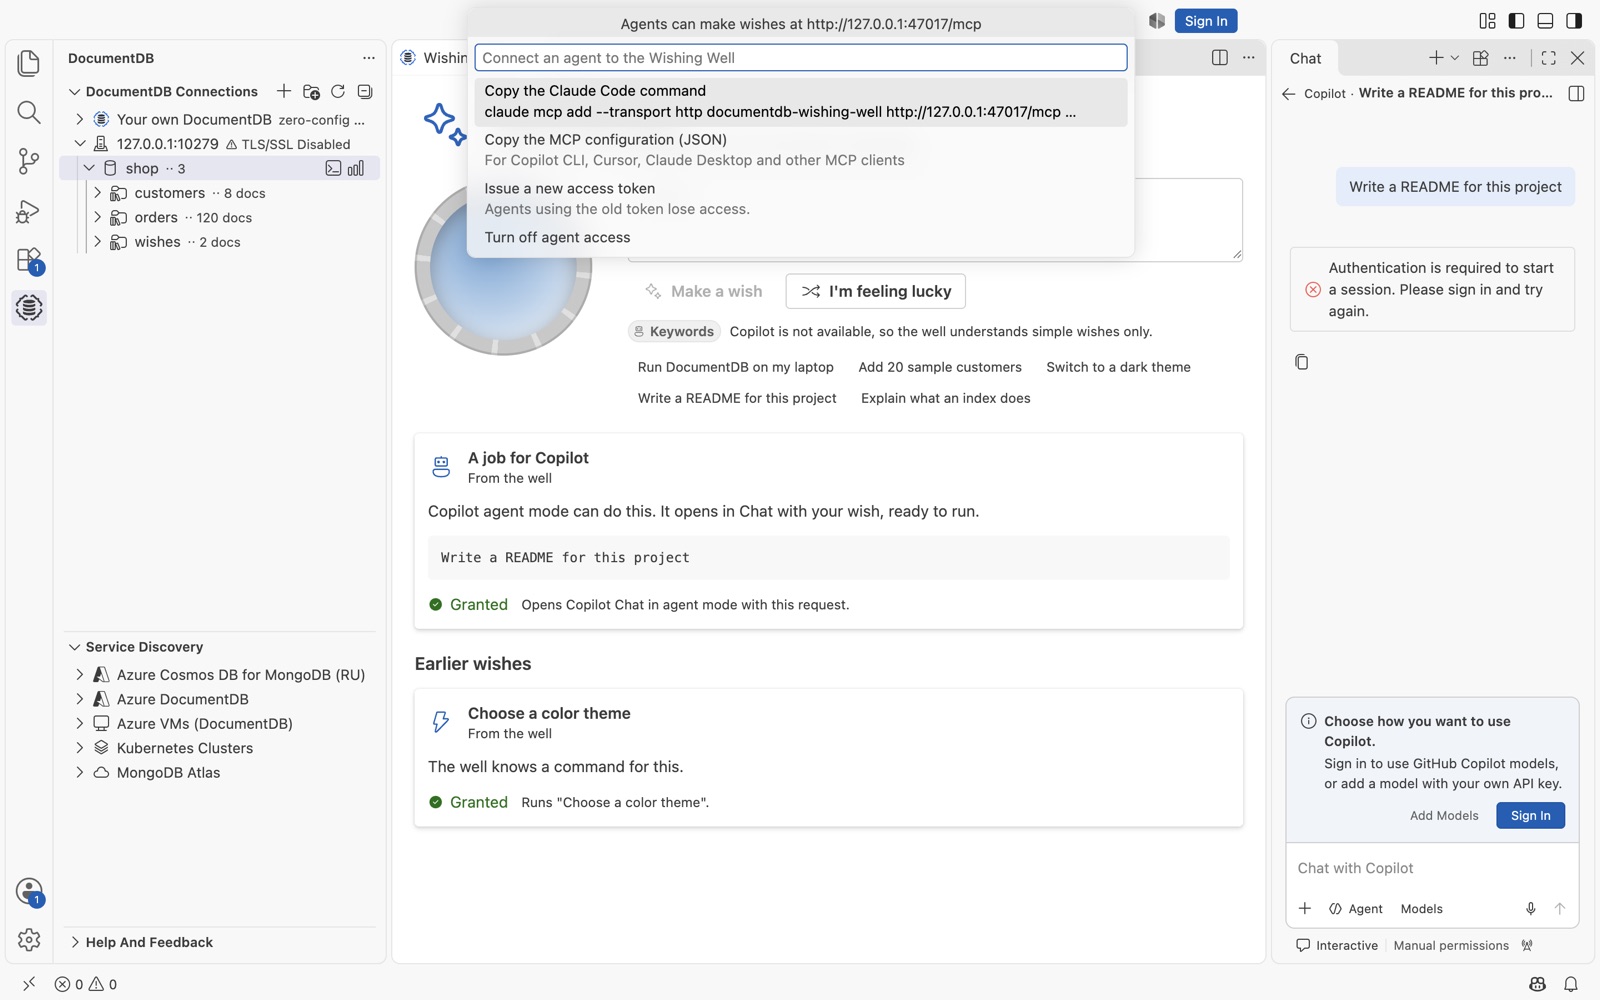 Agents can make wishes at http://127.0.0.1:47017/mcp
Sign In
Connect an agent to the Wishing Well
Copy the Claude Code command
claude mcp add --transport http documentdb-wishing-well http://127.0.0.1:47017/mcp ...
Copy the MCP configuration (JSON)
For Copilot CLI, Cursor, Claude Desktop and other MCP clients
Issue a new access token
Agents using the old token lose access.
Turn off agent access
DocumentDB
DocumentDB Connections
Your own DocumentDB zero-config ...
127.0.0.1:10279 TLS/SSL Disabled
shop ·· 3
customers ·· 8 docs
orders ·· 120 docs
wishes ·· 2 docs
1
Service Discovery
Azure Cosmos DB for MongoDB (RU)
Azure DocumentDB
Azure VMs (DocumentDB)
Kubernetes Clusters
MongoDB Atlas
1
Help And Feedback
0 0
Wishin
Make a wish
I'm feeling lucky
Keywords Copilot is not available, so the well understands simple wishes only.
Run DocumentDB on my laptop Add 20 sample customers Switch to a dark theme
Write a README for this project Explain what an index does
A job for Copilot
From the well
Copilot agent mode can do this. It opens in Chat with your wish, ready to run.
Write a README for this project
Granted Opens Copilot Chat in agent mode with this request.
Earlier wishes
Choose a color theme
From the well
The well knows a command for this.
Granted Runs "Choose a color theme".
Chat
Copilot · Write a README for this pro...
Write a README for this project
Authentication is required to start
a session. Please sign in and try
again.
Choose how you want to use
Copilot.
Sign in to use GitHub Copilot models,
or add a model with your own API key.
Add Models Sign In
Chat with Copilot
Agent Models
Interactive Manual permissions